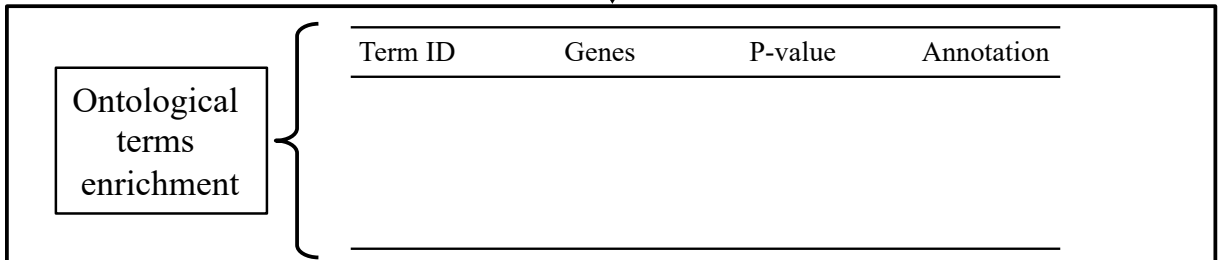 Term ID Genes P-value Annotation
Ontological
terms
enrichment